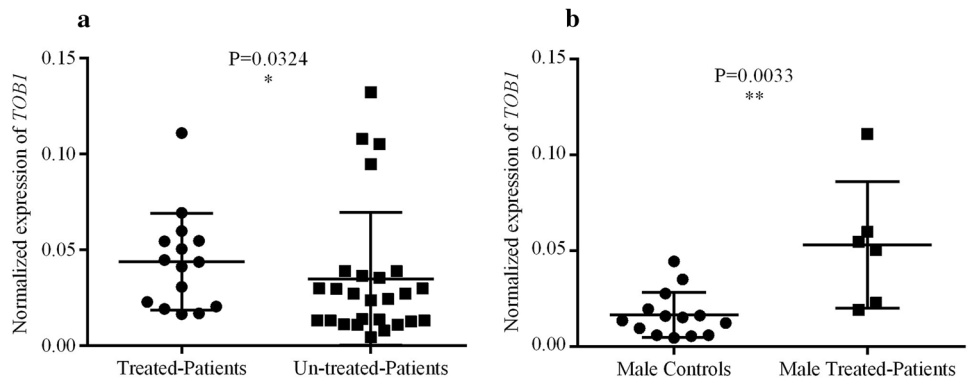 a
P=0.0324
*
Normalized expression of TOB1
0.15
0.10
0.05
0.00
Treated-Patients
Un-treated-Patients
b
P=0.0033
**
Normalized expression of TOB1
0.15
0.10
0.05
0.00
Male Controls
Male Treated-Patients